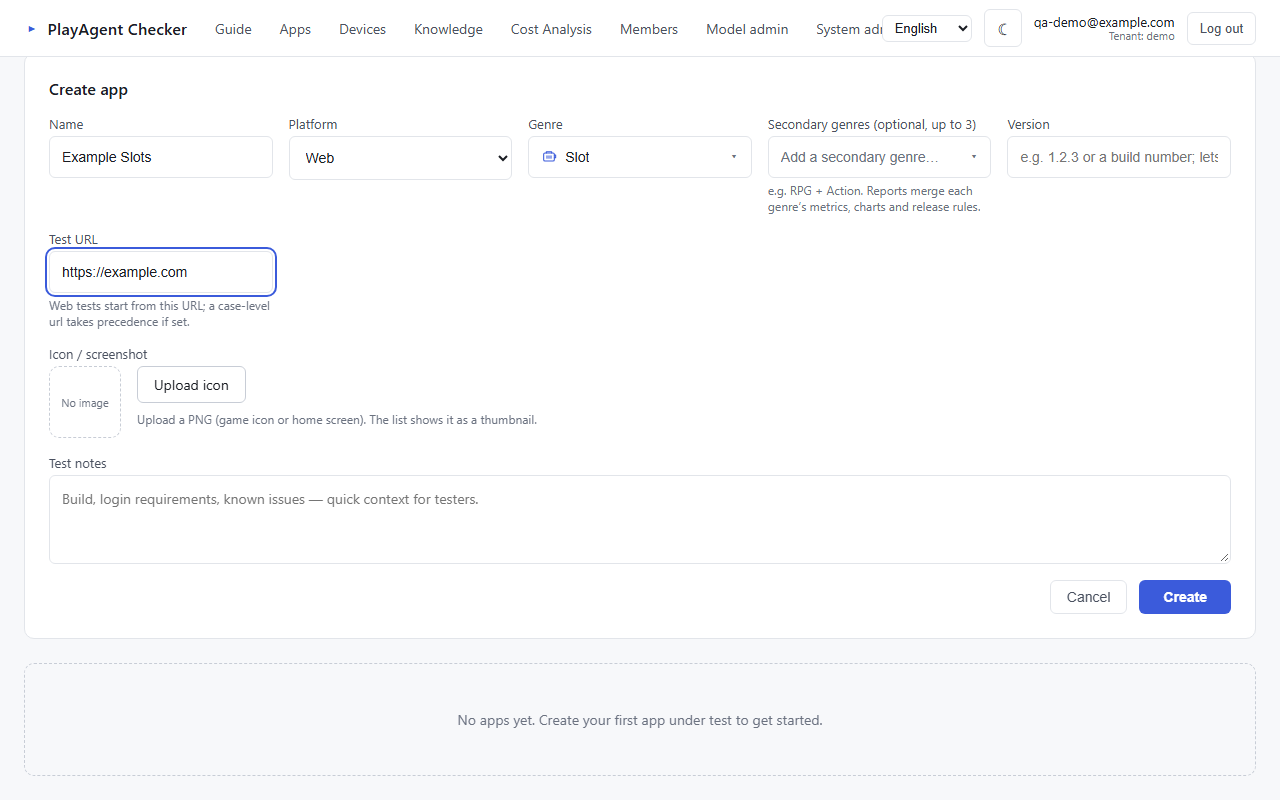 PlayAgent Checker
Guide
Apps
Devices
Knowledge
Cost Analysis
Members
Model admin
System adr
English
qa-demo@example.com
Tenant: demo
Log out
Create app
Name
Platform
Genre
Secondary genres (optional, up to 3)
Version
Example Slots
Web
Slot
Add a secondary genre…
e.g. 1.2.3 or a build number; lets
e.g. RPG + Action. Reports merge each
genre's metrics, charts and release rules.
Test URL
https://example.com
Web tests start from this URL; a case-level
url takes precedence if set.
Icon / screenshot
No image
Upload icon
Upload a PNG (game icon or home screen). The list shows it as a thumbnail.
Test notes
Build, login requirements, known issues — quick context for testers.
Cancel
Create
No apps yet. Create your first app under test to get started.